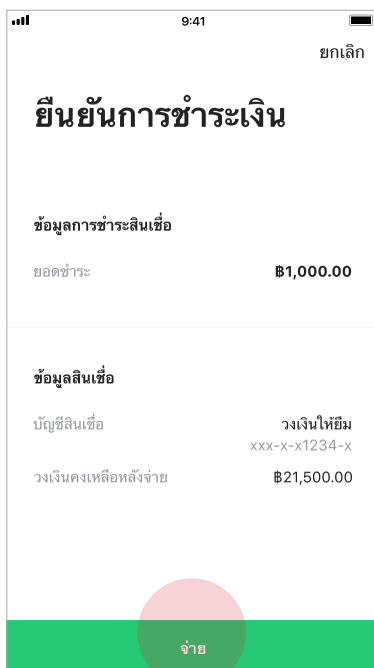 9:41
ยกเลิก
ยืนยันการชำระเงิน
ข้อมูลการชำระสินเชื่อ
ยอดชำระ ฿1,000.00
ข้อมูลสินเชื่อ
บัญชีสินเชื่อ วงเงินให้ยืม
xxx-x-x1234-x
วงเงินคงเหลือหลังจ่าย ฿21,500.00
จ่าย